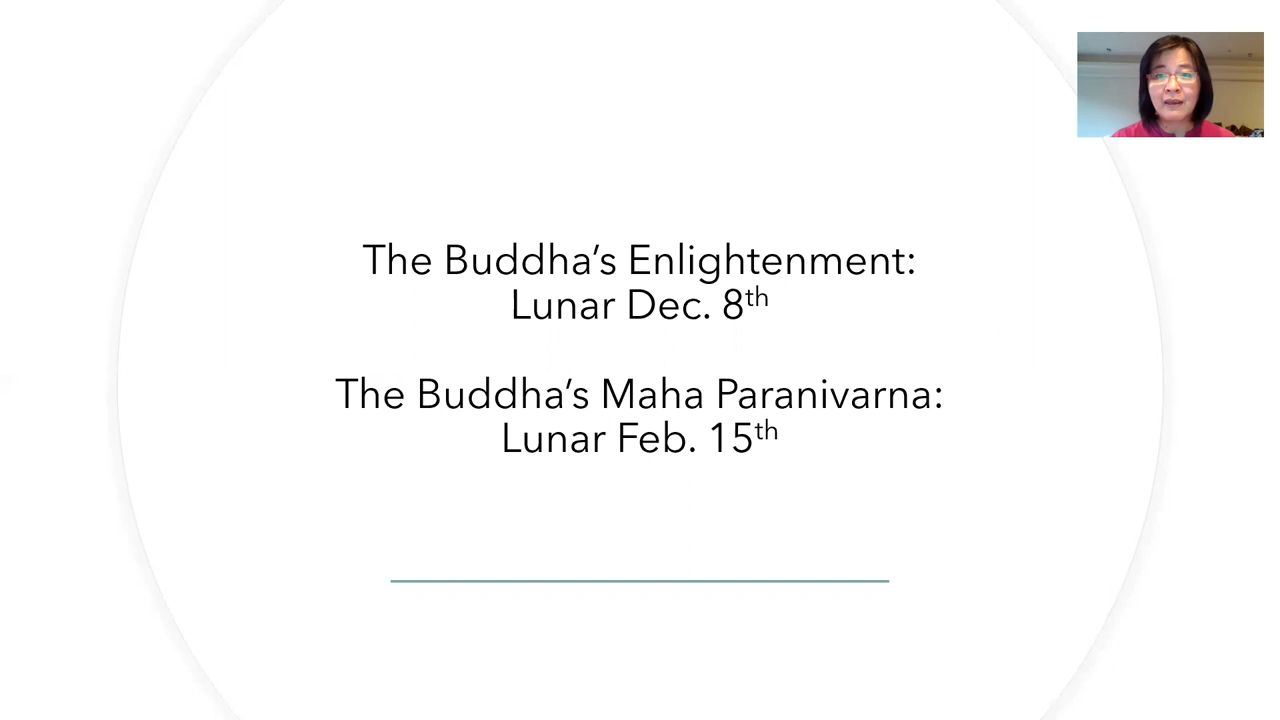 The Buddha’s Enlightenment:
Lunar Dec. 8th
The Buddha’s Maha Paranivarna:
Lunar Feb. 15th